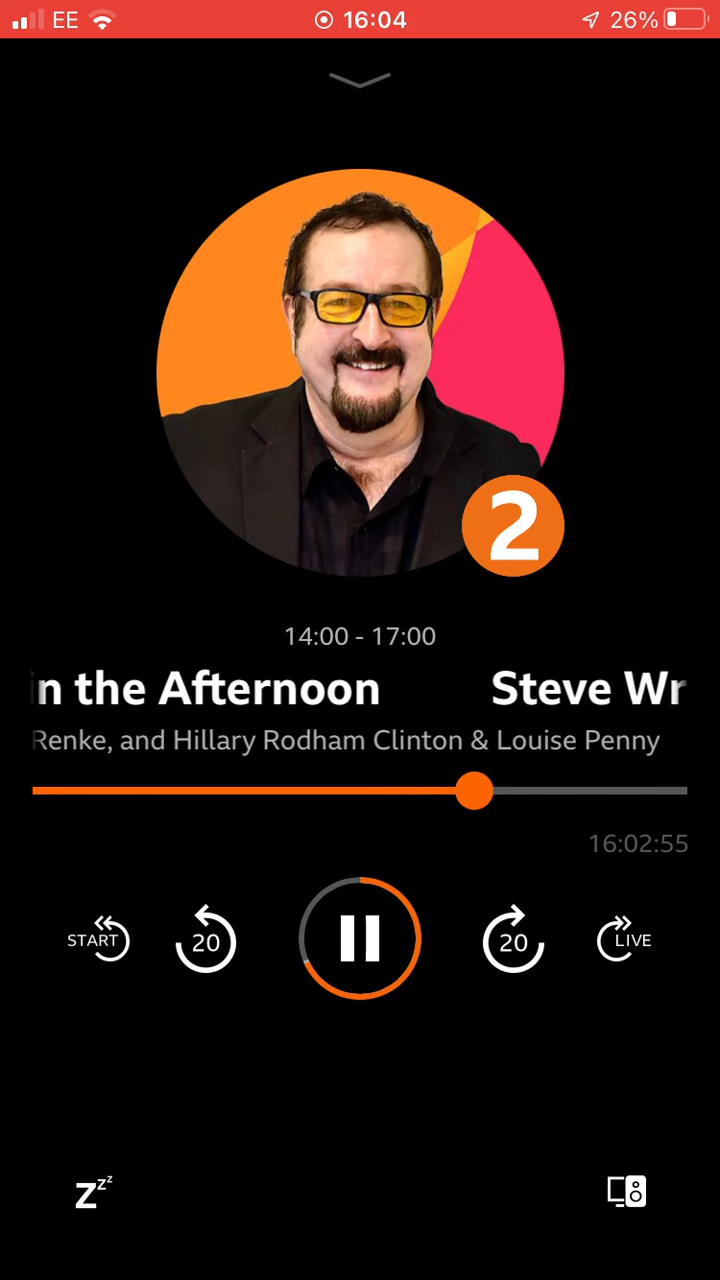 EE 16:04 26%
2
14:00 - 17:00
in the Afternoon Steve Wr
Renke, and Hillary Rodham Clinton & Louise Penny
16:02:55
START 20 20 LIVE
Zzz